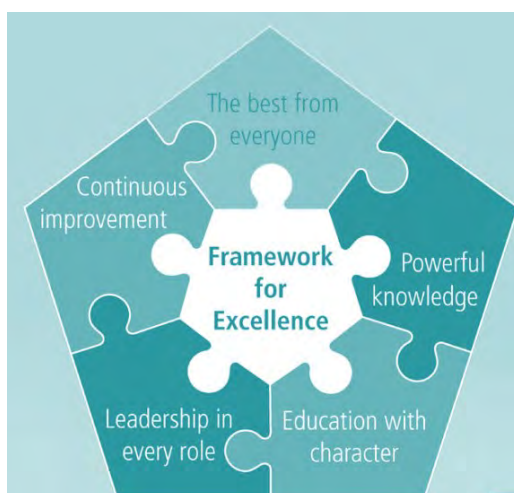 The best from
everyone
Continuous
improvement
Framework
for
Excellence
Powerful
knowledge
Leadership in
every role
Education with
character